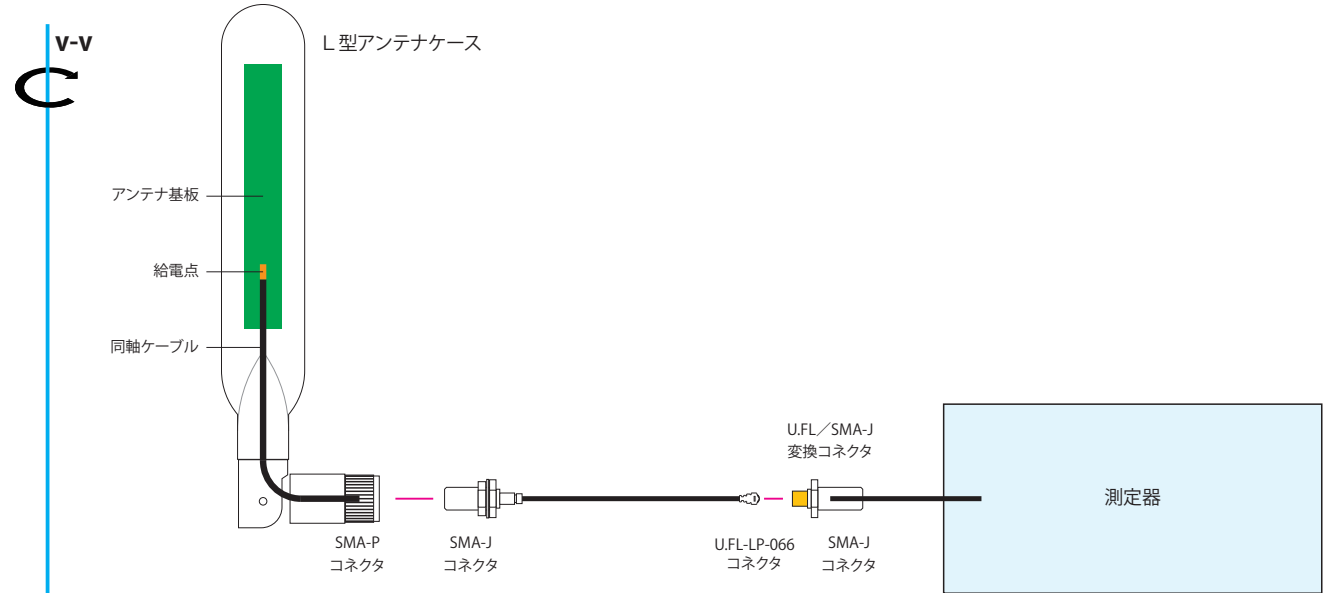 v-v
L 型アンテナケース
アンテナ基板
給電点
同軸ケーブル
U.FL／SMA-J
変換コネクタ
測定器
SMA-P
コネクタ
SMA-J
コネクタ
U.FL-LP-066
コネクタ
SMA-J
コネクタ